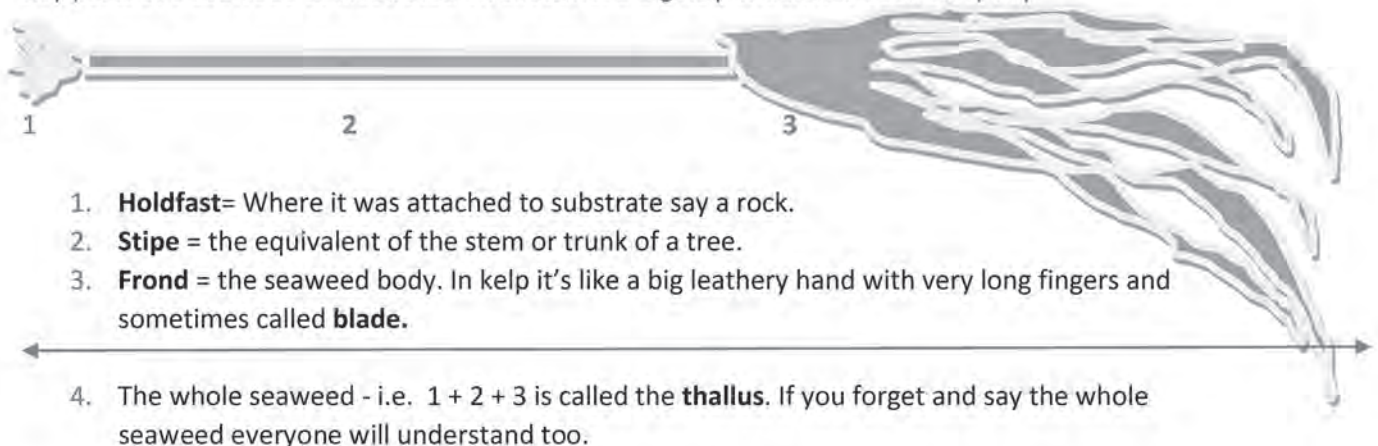 1
2
3
1. Holdfast= Where it was attached to substrate say a rock.
2. Stipe = the equivalent of the stem or trunk of a tree.
3. Frond = the seaweed body. In kelp it's like a big leathery hand with very long fingers and
sometimes called blade.
4. The whole seaweed - i.e. 1 + 2 + 3 is called the thallus. If you forget and say the whole
seaweed everyone will understand too.